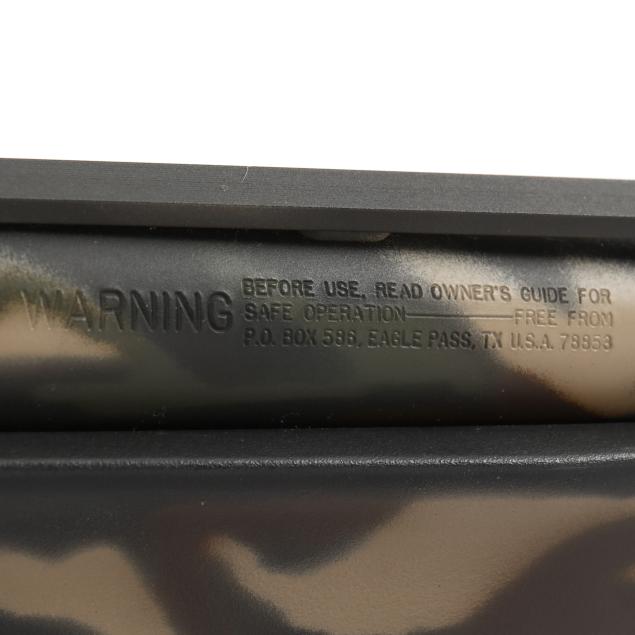 WARNING
BEFORE USE, READ OWNER'S GUIDE FOR
SAFE OPERATION————FREE FROM
P.O. BOX 586, EAGLE PASS, TX U.S.A. 78853